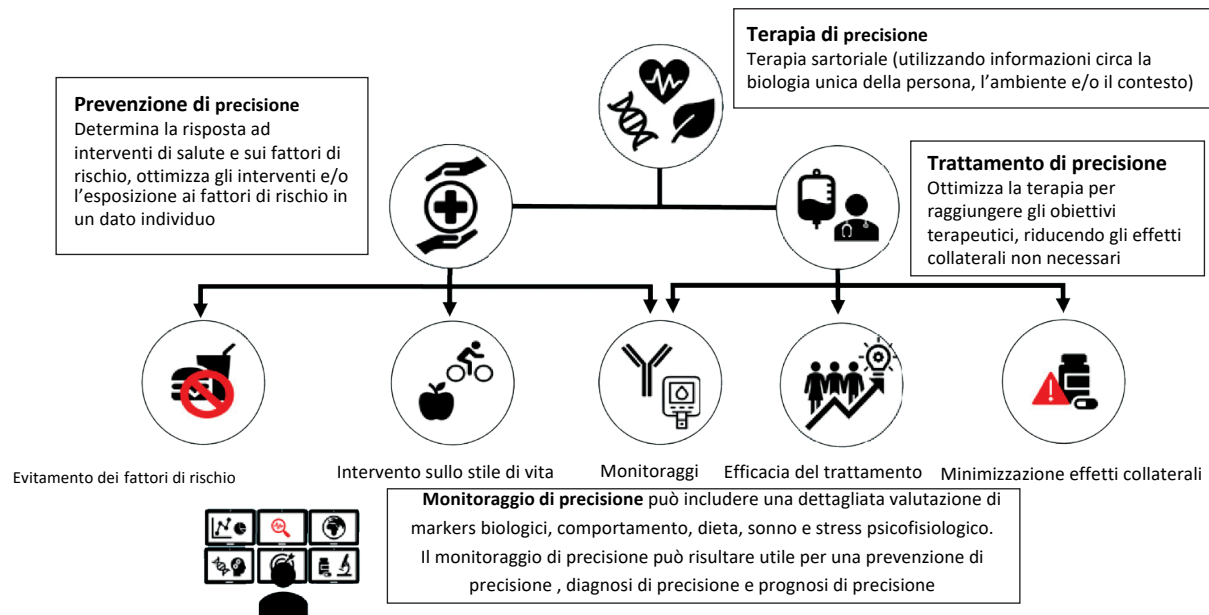 Terapia di precisione
Terapia sartoriale (utilizzando informazioni circa la
biologia unica della persona, l'ambiente e/o il contesto)
Prevenzione di precisione
Determina la risposta ad
interventi di salute e sui fattori di
rischio, ottimizza gli interventi e/o
l'esposizione ai fattori di rischio in
un dato individuo
Trattamento di precisione
Ottimizza la terapia per
raggiungere gli obiettivi
terapeutici, riducendo gli effetti
collaterali non necessari
Evitamento dei fattori di rischio
Intervento sullo stile di vita
Monitoraggi
Efficacia del trattamento
Minimizzazione effetti collaterali
Monitoraggio di precisione può includere una dettagliata valutazione di
markers biologici, comportamento, dieta, sonno e stress psicofisiologico.
Il monitoraggio di precisione può risultare utile per una prevenzione di
precisione , diagnosi di precisione e prognosi di precisione